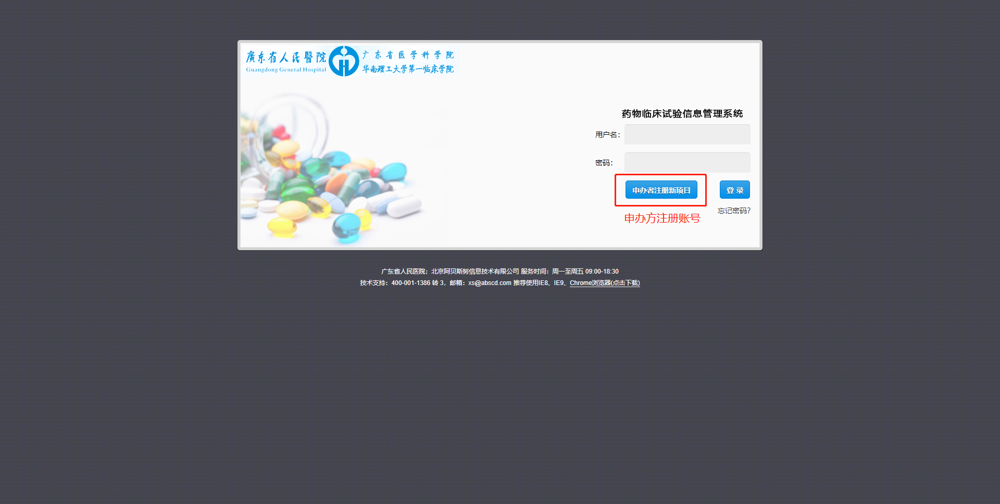 廣东省人民醫院
Guangdong General Hospital
广东省医学科学院
华南理工大学第一临床学院
药物临床试验信息管理系统
用户名：
密码：
申办者注册新项目
登 录
申办方注册账号
忘记密码？
广东省人民医院；北京阿贝斯努信息技术有限公司 服务时间：周一至周五 09:00-18:30
技术支持：400-001-1386 转 3，邮箱：xs@abscd.com 推荐使用IE8、IE9、Chrome浏览器(点击下载)